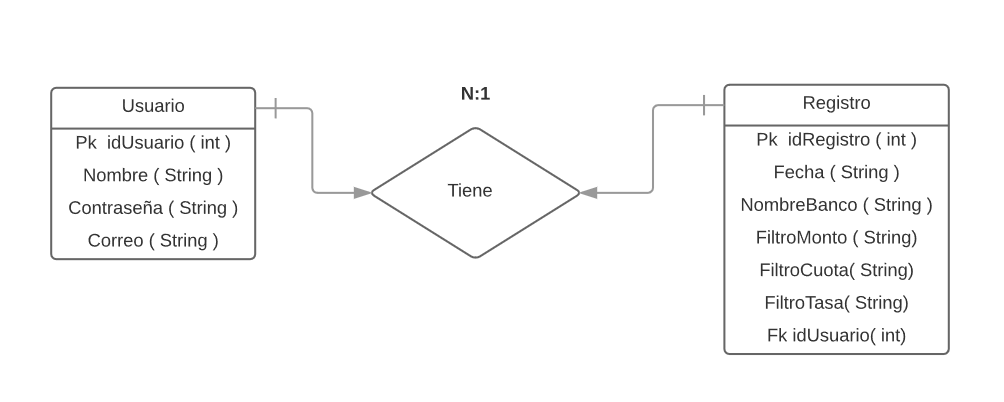 N:1
Usuario
Pk idUsuario ( int )
Nombre ( String )
Contraseña ( String )
Correo ( String )
Tiene
Registro
Pk idRegistro ( int )
Fecha ( String )
NombreBanco ( String )
FiltroMonto ( String)
FiltroCuota( String)
FiltroTasa( String)
Fk idUsuario( int)